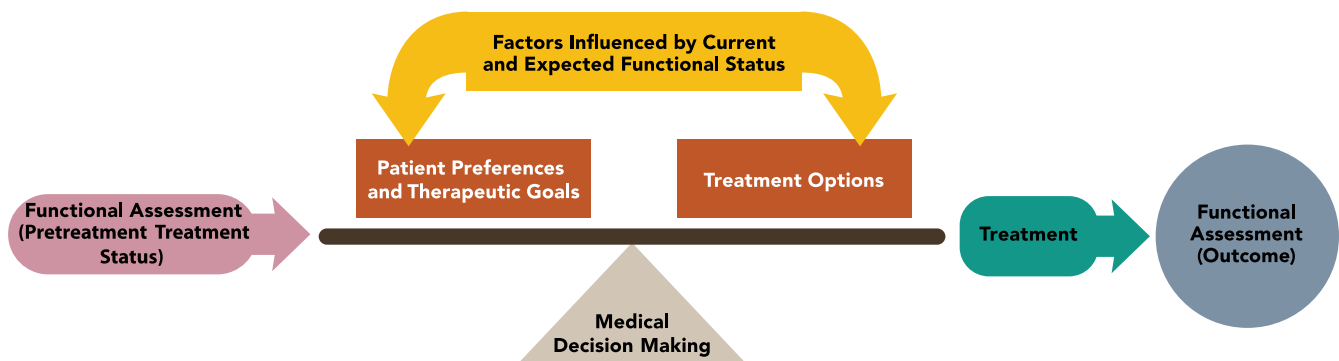 Factors Influenced by Current
and Expected Functional Status
Patient Preferences
and Therapeutic Goals
Treatment Options
Functional Assessment
(Pretreatment Treatment
Status)
Treatment
Functional
Assessment
(Outcome)
Medical
Decision Making